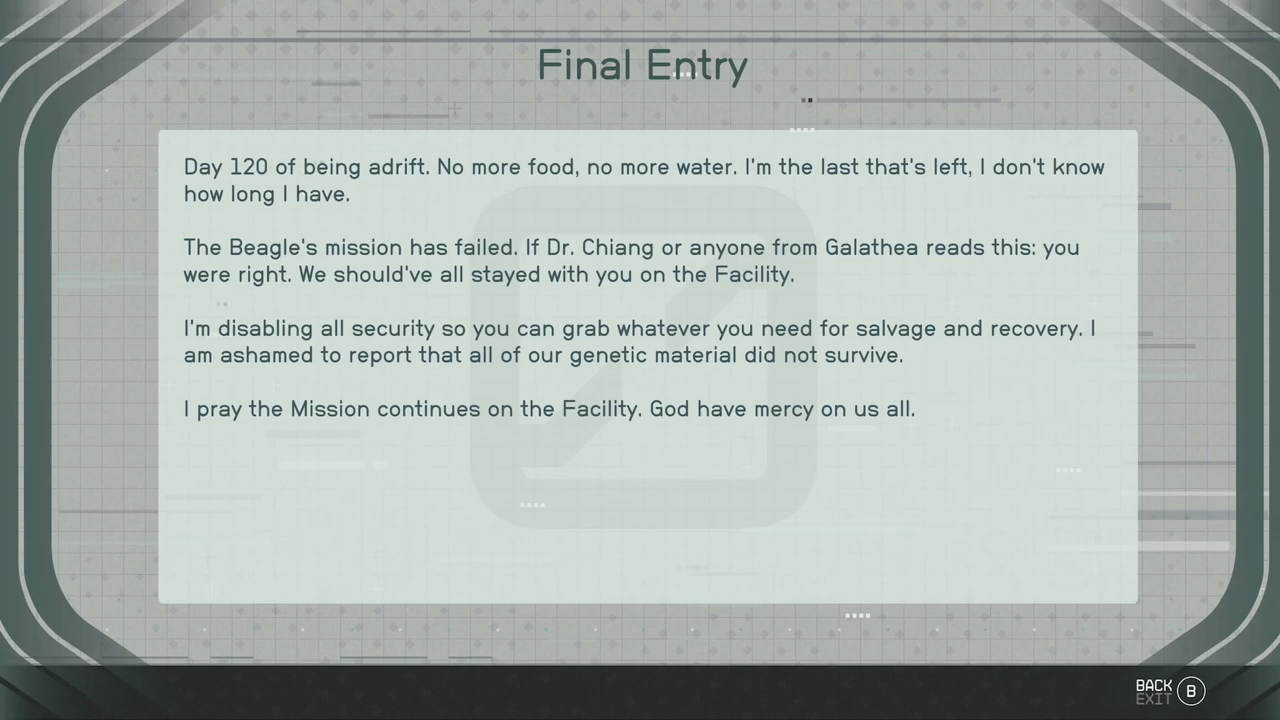 Final Entry
Day 120 of being adrift. No more food, no more water. I'm the last that's left, I don't know
how long I have.
The Beagle's mission has failed. If Dr. Chiang or anyone from Galathea reads this: you
were right. We should've all stayed with you on the Facility.
I'm disabling all security so you can grab whatever you need for salvage and recovery. I
am ashamed to report that all of our genetic material did not survive.
I pray the Mission continues on the Facility. God have mercy on us all.
BACK
EXIT
B